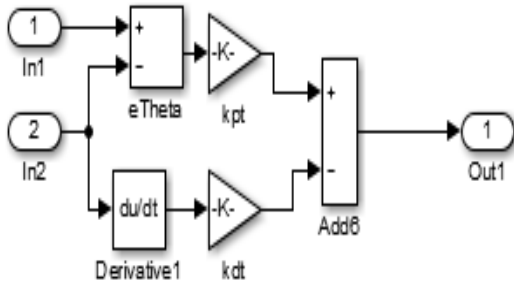 1
In1
+
−
eTheta
-K-
kpt
2
In2
du/dt
Derivative1
-K-
kdt
+
−
Add6
1
Out1